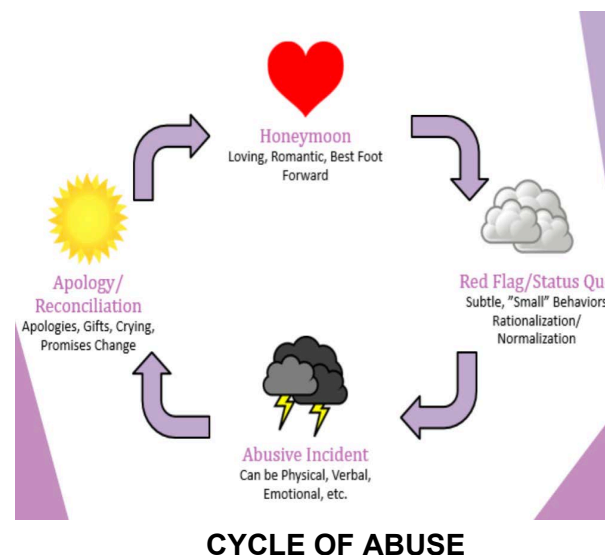 Honeymoon
Loving, Romantic, Best Foot
Forward
Red Flag/Status Qu
Subtle, "Small" Behaviors
Rationalization/
Normalization
Abusive Incident
Can be Physical, Verbal,
Emotional, etc.
Apology/
Reconciliation
Apologies, Gifts, Crying,
Promises Change
CYCLE OF ABUSE